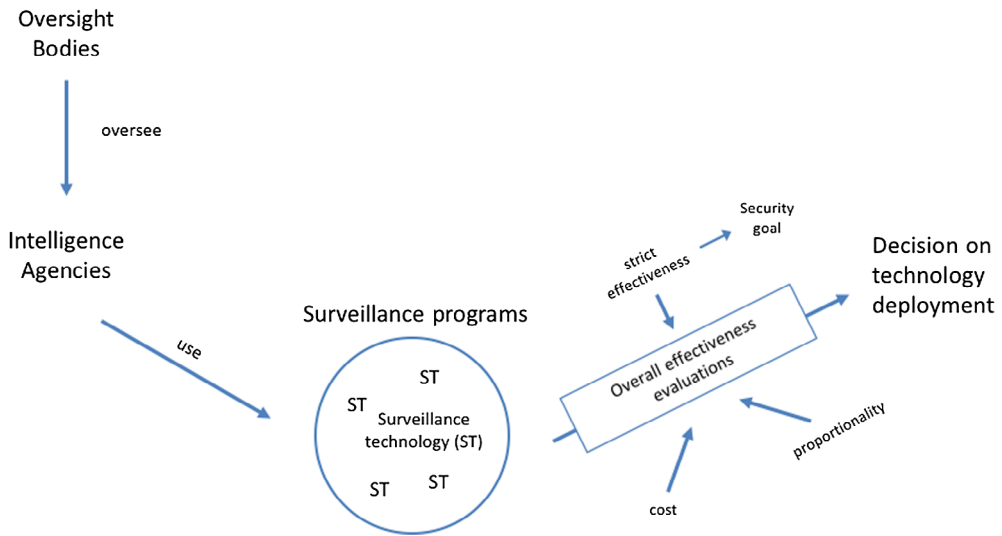 Oversight
Bodies
oversee
Intelligence
Agencies
use
Surveillance programs
ST
ST
Surveillance
technology (ST)
ST
ST
Security
goal
strict
effectiveness
Overall effectiveness
evaluations
cost
proportionality
Decision on
technology
deployment